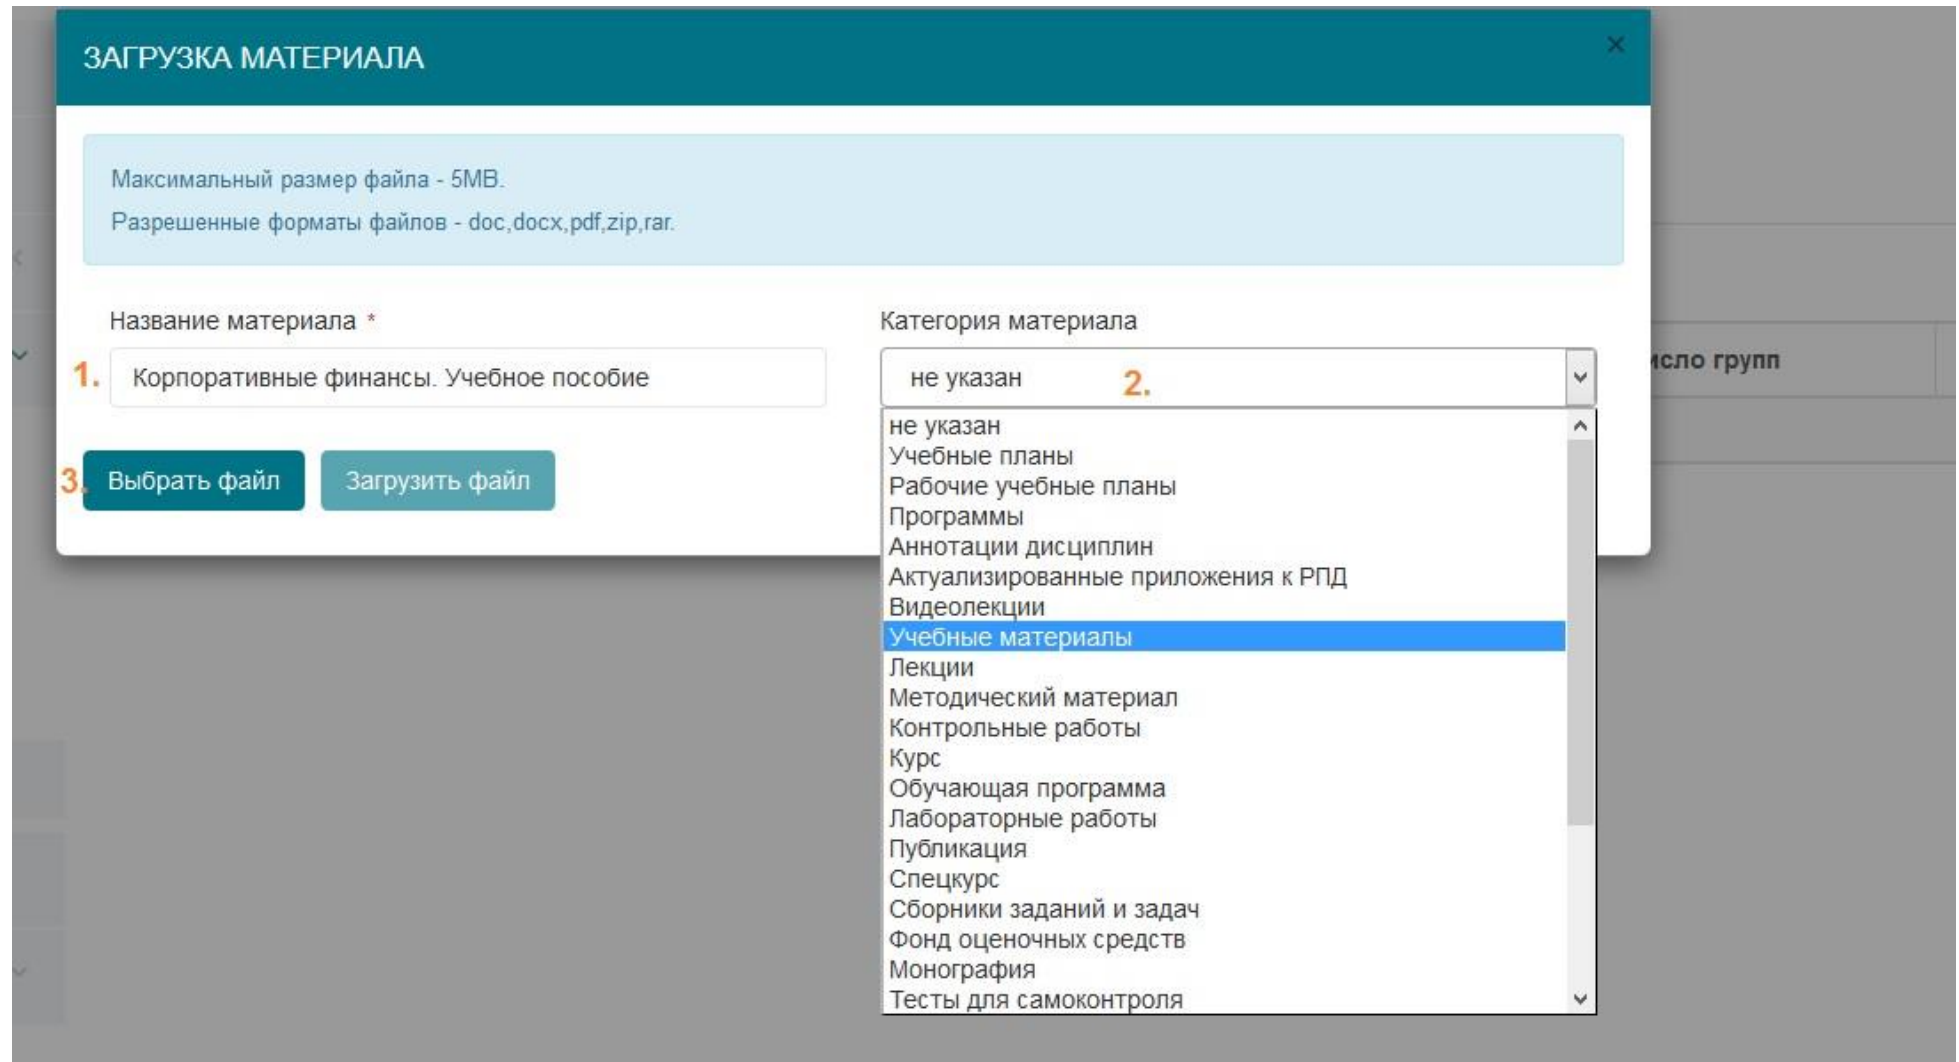 ЗАГРУЗКА МАТЕРИАЛА ×
Максимальный размер файла - 5MB.
Разрешенные форматы файлов - doc,docx,pdf,zip,rar.
Название материала *
1. Корпоративные финансы. Учебное пособие
3. Выбрать файл
Загрузить файл
Категория материала
не указан 2.
не указан
Учебные планы
Рабочие учебные планы
Программы
Аннотации дисциплин
Актуализированные приложения к РПД
Видеолекции
Учебные материалы
Лекции
Методический материал
Контрольные работы
Курс
Обучающая программа
Лабораторные работы
Публикация
Спецкурс
Сборники заданий и задач
Фонд оценочных средств
Монография
Тесты для самоконтроля
групп